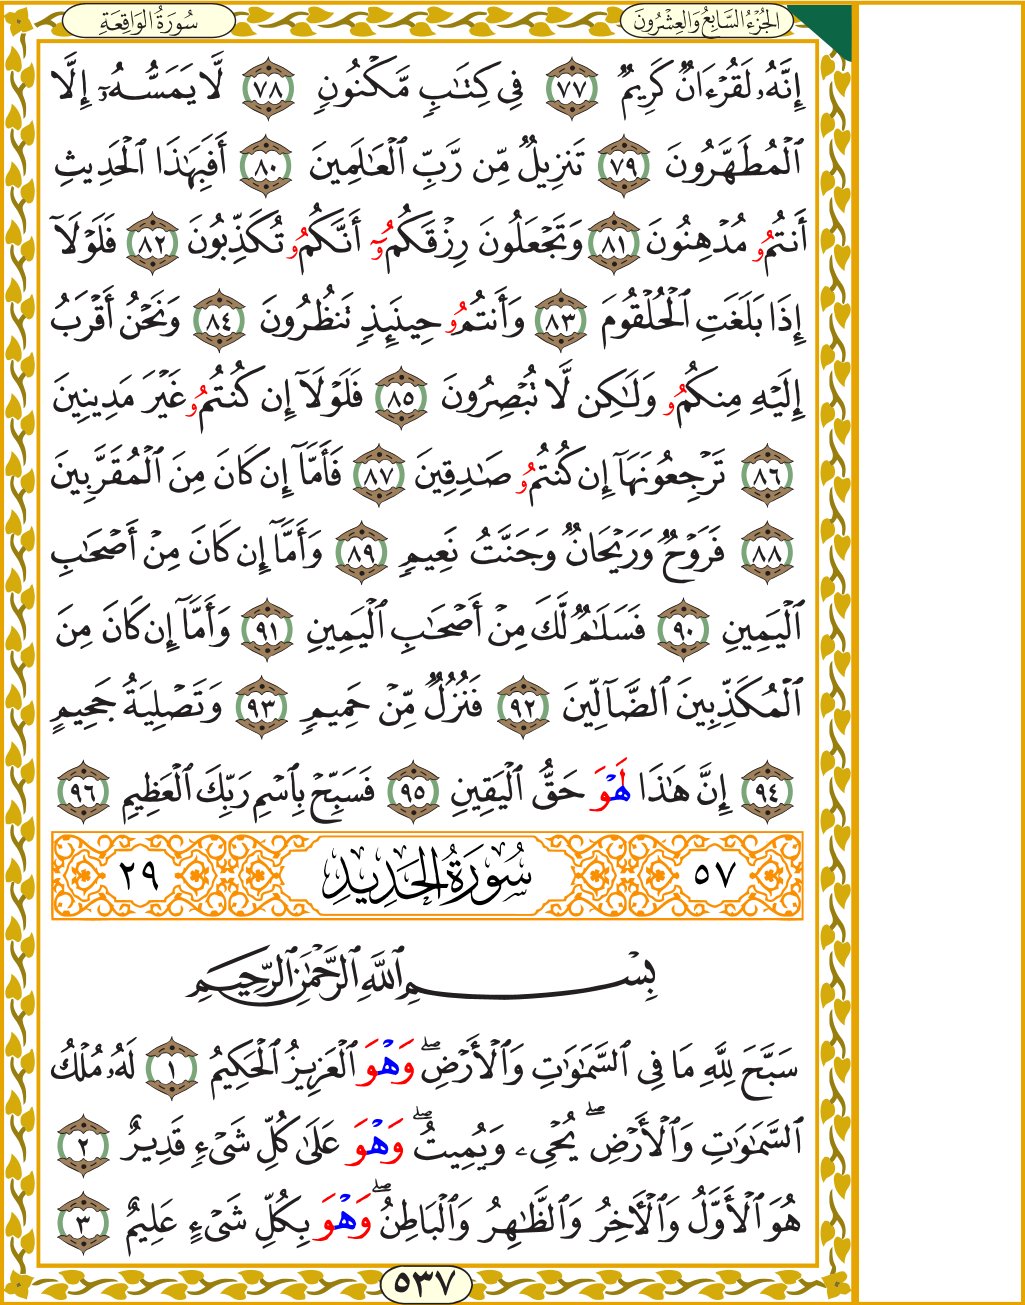 سُورَةُ الوَاقِعَةِ
الجُزْءُ السَّابِعُ وَالعِشْرُونَ
إِنَّهُۥ لَقُرْءَانٌ كَرِيمٌ ٧٧ فِى كِتَٰبٍ مَّكْنُونٍ ٧٨ لَّا يَمَسُّهُۥٓ إِلَّا
ٱلْمُطَهَّرُونَ ٧٩ تَنزِيلٌ مِّن رَّبِّ ٱلْعَٰلَمِينَ ٨٠ أَفَبِهَٰذَا ٱلْحَدِيثِ
أَنتُمُۥ مُدْهِنُونَ ٨١ وَتَجْعَلُونَ رِزْقَكُمُۥٓ أَنَّكُمُۥ تُكَذِّبُونَ ٨٢ فَلَوْلَآ
إِذَا بَلَغَتِ ٱلْحُلْقُومَ ٨٣ وَأَنتُمُۥ حِينَئِذٍ تَنظُرُونَ ٨٤ وَنَحْنُ أَقْرَبُ
إِلَيْهِ مِنكُمُۥ وَلَٰكِن لَّا تُبْصِرُونَ ٨٥ فَلَوْلَآ إِن كُنتُمُۥ غَيْرَ مَدِينِينَ
٨٦ تَرْجِعُونَهَآ إِن كُنتُمُۥ صَٰدِقِينَ ٨٧ فَأَمَّآ إِن كَانَ مِنَ ٱلْمُقَرَّبِينَ
٨٨ فَرَوْحٌ وَرَيْحَانٌ وَجَنَّتُ نَعِيمٍ ٨٩ وَأَمَّآ إِن كَانَ مِنْ أَصْحَٰبِ
ٱلْيَمِينِ ٩٠ فَسَلَٰمٌ لَّكَ مِنْ أَصْحَٰبِ ٱلْيَمِينِ ٩١ وَأَمَّآ إِن كَانَ مِنَ
ٱلْمُكَذِّبِينَ ٱلضَّآلِّينَ ٩٢ فَنُزُلٌ مِّنْ حَمِيمٍ ٩٣ وَتَصْلِيَةُ جَحِيمٍ
٩٤ إِنَّ هَٰذَا لَهْوَ حَقُّ ٱلْيَقِينِ ٩٥ فَسَبِّحْ بِٱسْمِ رَبِّكَ ٱلْعَظِيمِ ٩٦
٥٧ سُورَةُ الحَدِيدِ ٢٩
بِسْمِ ٱللَّهِ ٱلرَّحْمَٰنِ ٱلرَّحِيمِ
سَبَّحَ لِلَّهِ مَا فِى ٱلسَّمَٰوَٰتِ وَٱلْأَرْضِۖ وَهْوَ ٱلْعَزِيزُ ٱلْحَكِيمُ ١ لَهُۥ مُلْكُ
ٱلسَّمَٰوَٰتِ وَٱلْأَرْضِۖ يُحْىِۦ وَيُمِيتُۖ وَهْوَ عَلَىٰ كُلِّ شَىْءٍ قَدِيرٌ ٢
هُوَ ٱلْأَوَّلُ وَٱلْءَاخِرُ وَٱلظَّٰهِرُ وَٱلْبَاطِنُۖ وَهْوَ بِكُلِّ شَىْءٍ عَلِيمٌ ٣
٥٣٧